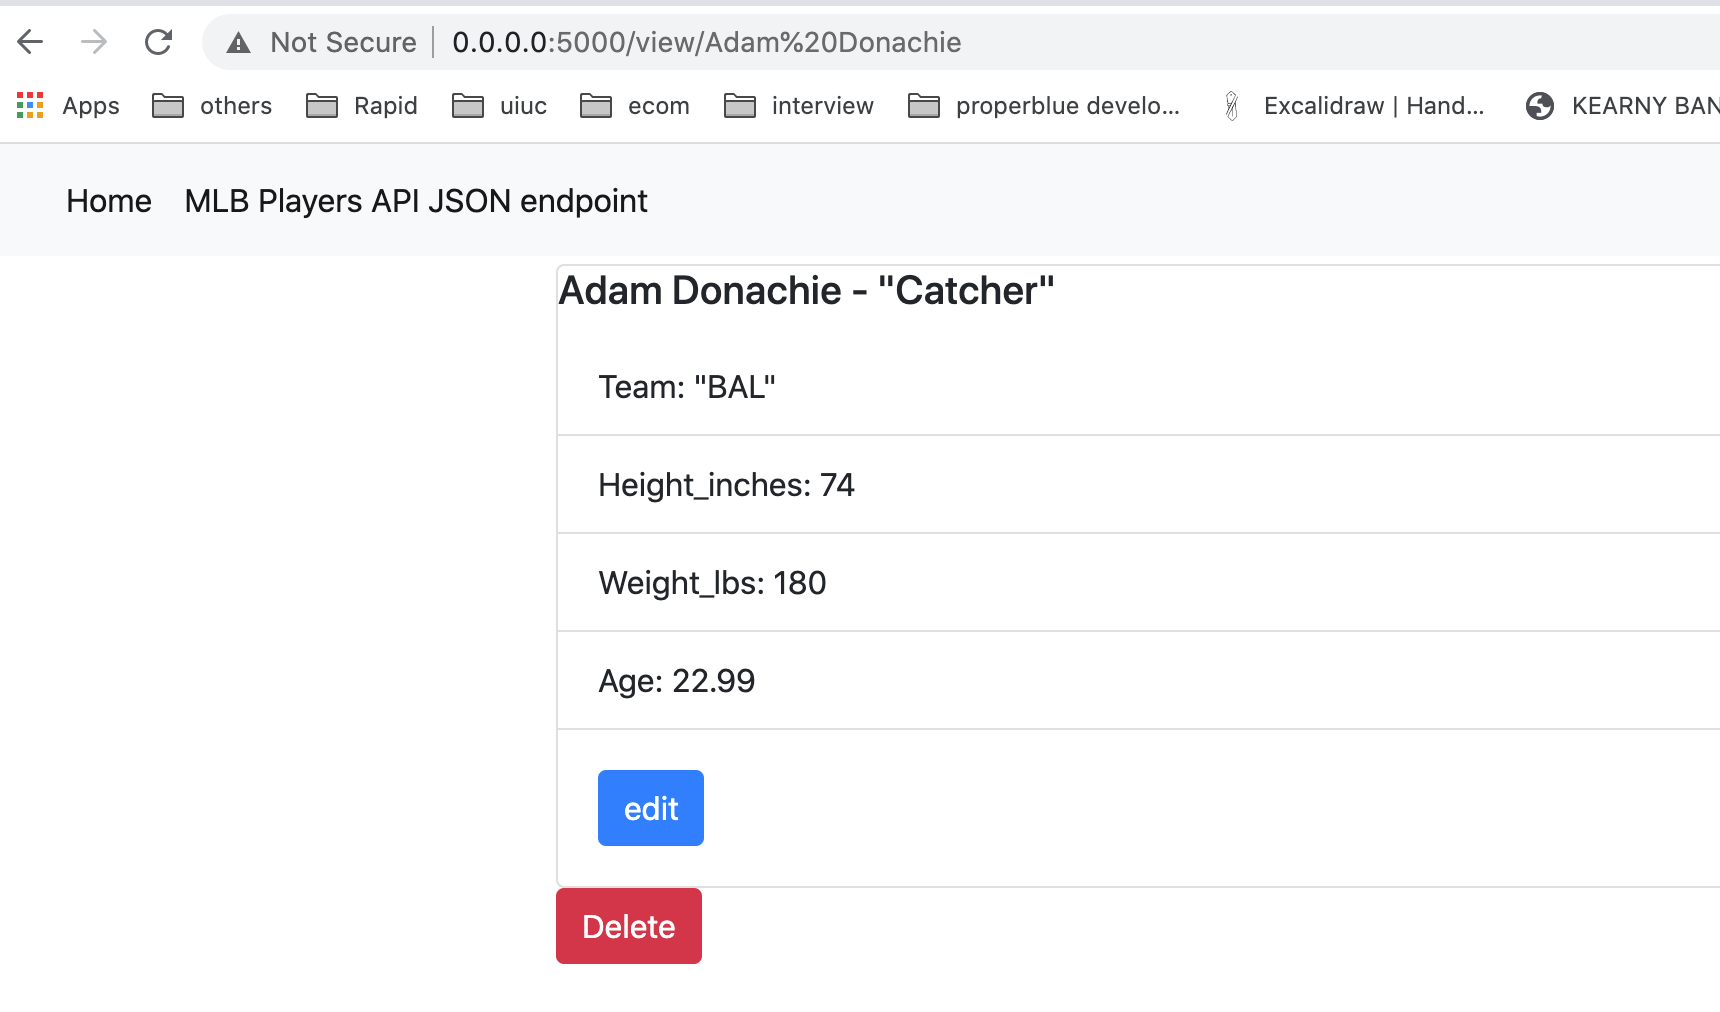 Not Secure | 0.0.0.0:5000/view/Adam%20Donachie
Apps others Rapid uiuc ecom interview properblue develo... Excalidraw | Hand... KEARNY BAN
Home MLB Players API JSON endpoint
Adam Donachie - "Catcher"
Team: "BAL"
Height_inches: 74
Weight_lbs: 180
Age: 22.99
edit
Delete